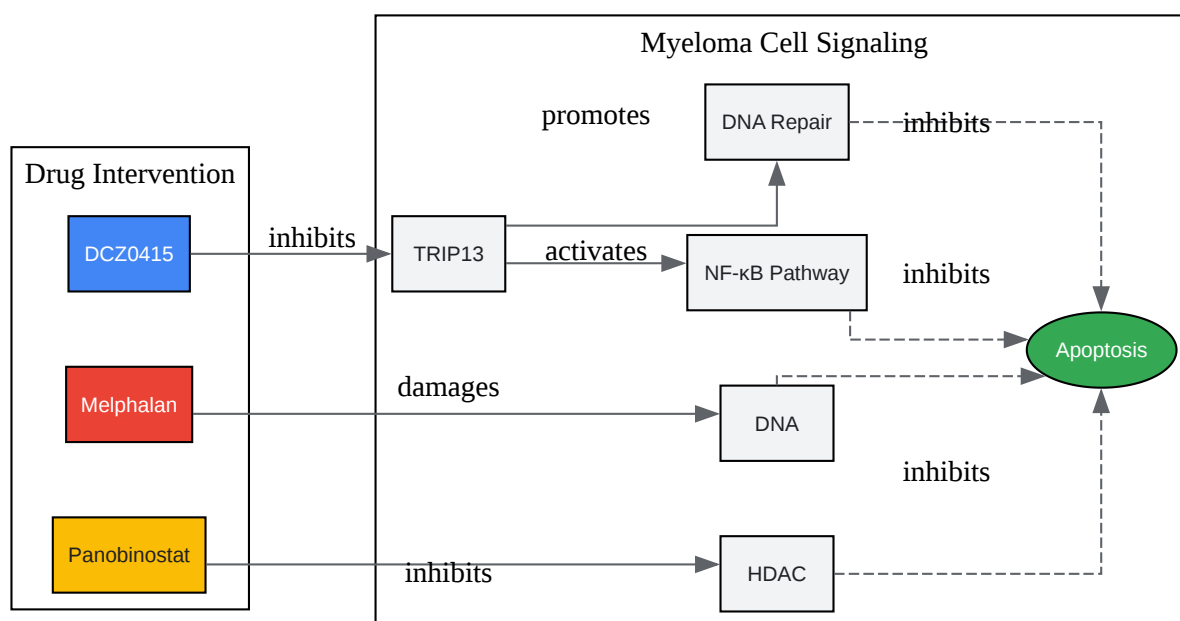 Myeloma Cell Signaling
promotes
DNA Repair
inhibits
Drug Intervention
DCZ0415
inhibits
TRIP13
activates
NF-κB Pathway
inhibits
Apoptosis
Melphalan
damages
DNA
inhibits
Panobinostat
inhibits
HDAC